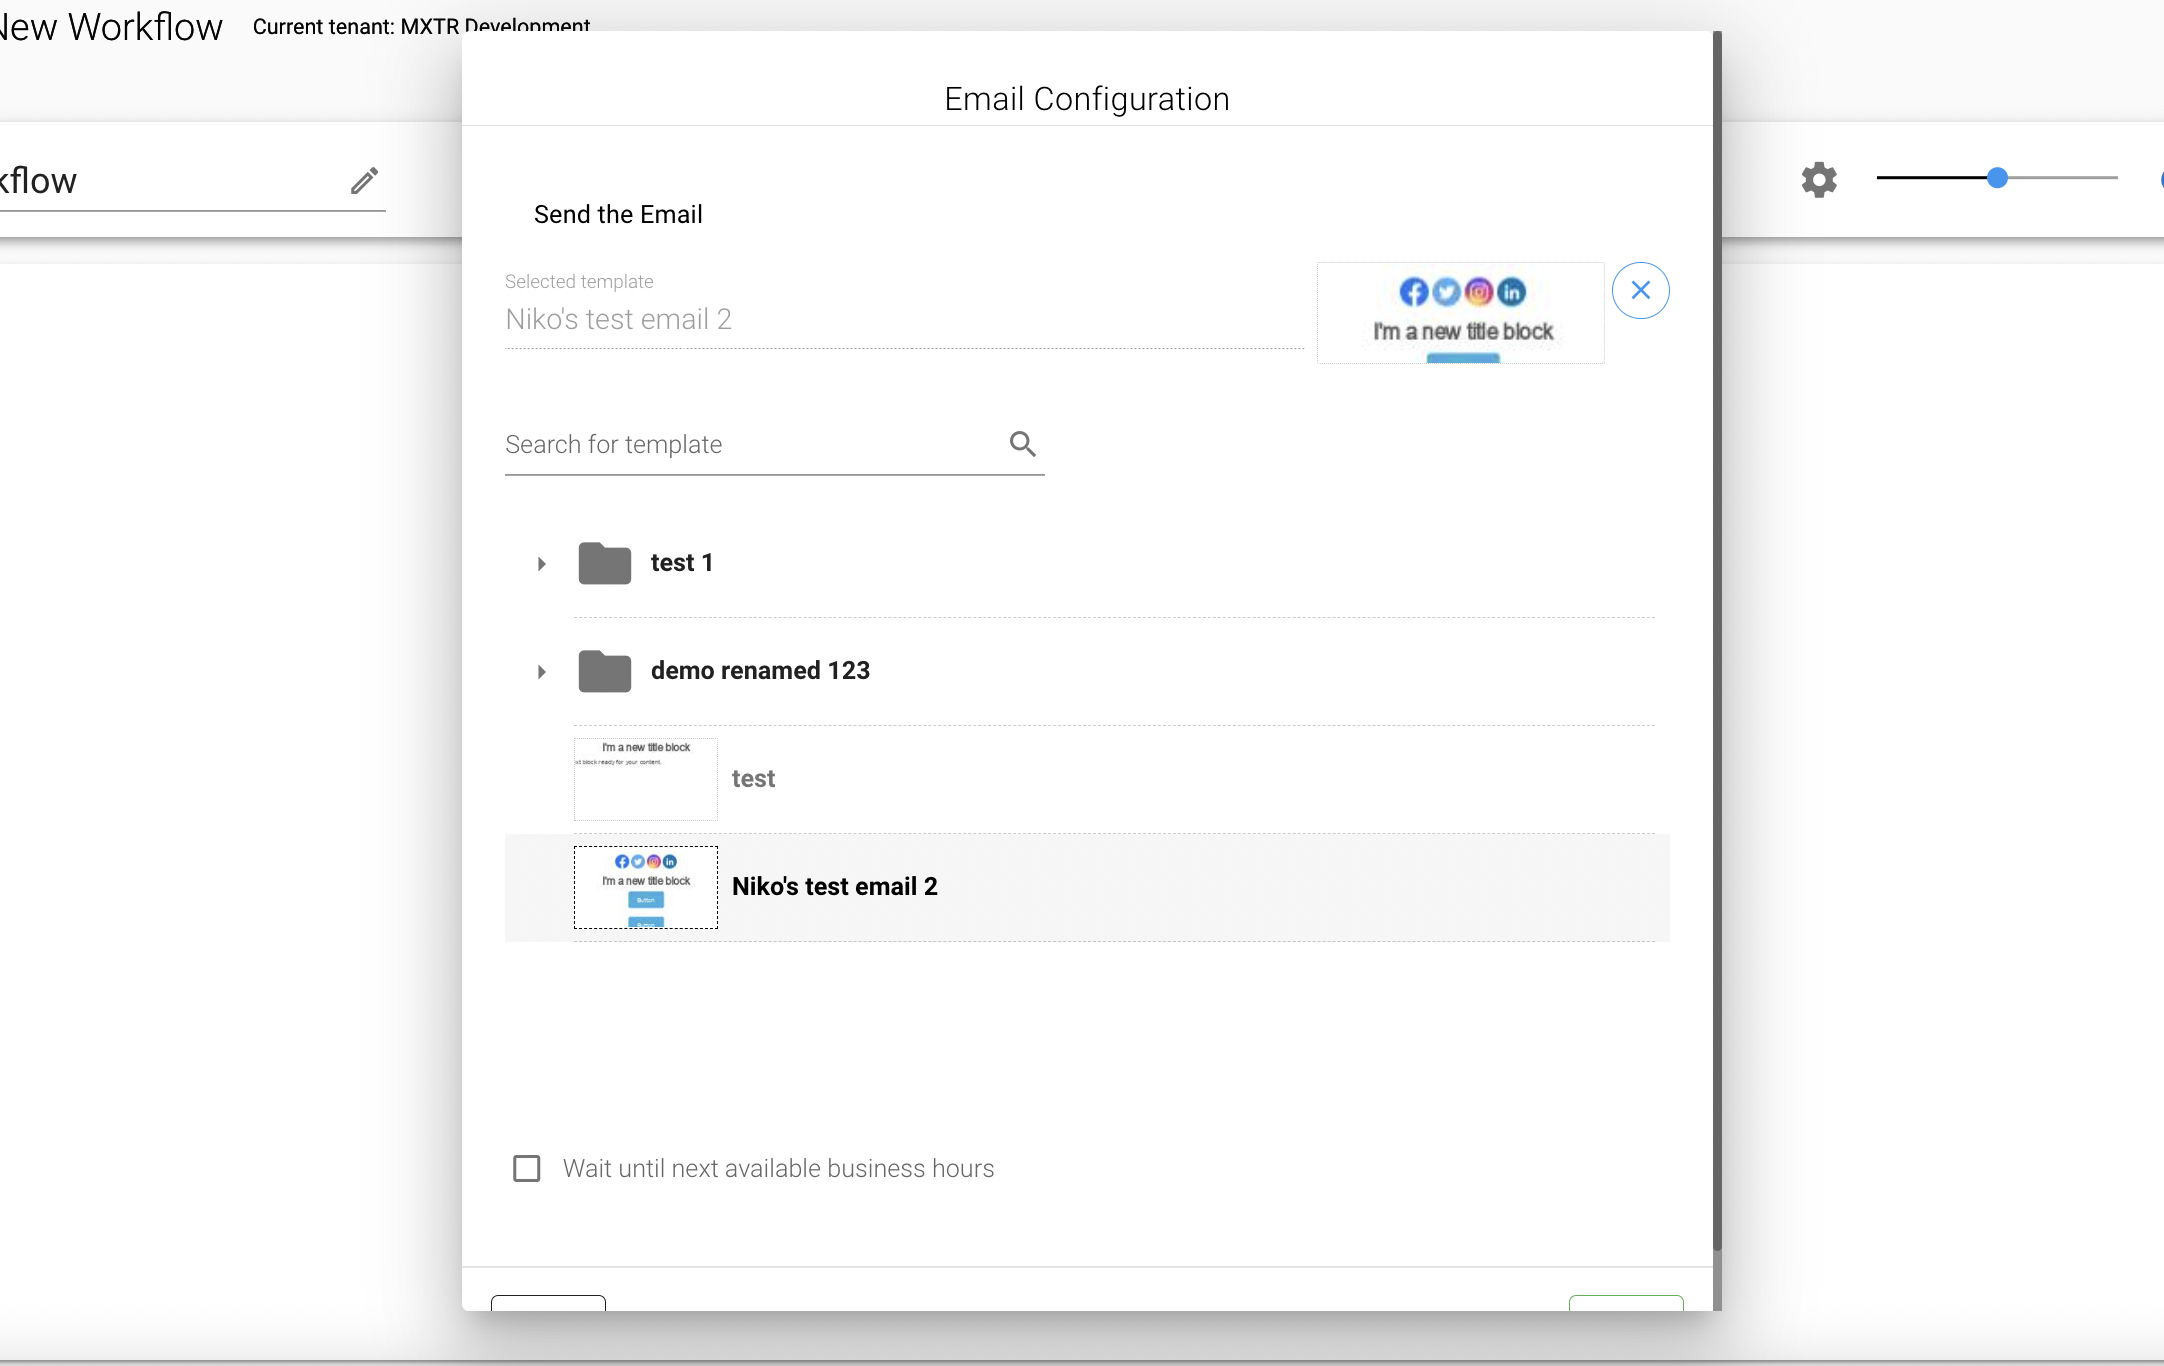 New Workflow
Current tenant: MXTR Development
kflow
Email Configuration
Send the Email
Selected template
Niko's test email 2
I'm a new title block
Search for template
test 1
demo renamed 123
I'm a new title block
xt block ready for your content.
test
I'm a new title block
Button
Button
Niko's test email 2
Wait until next available business hours